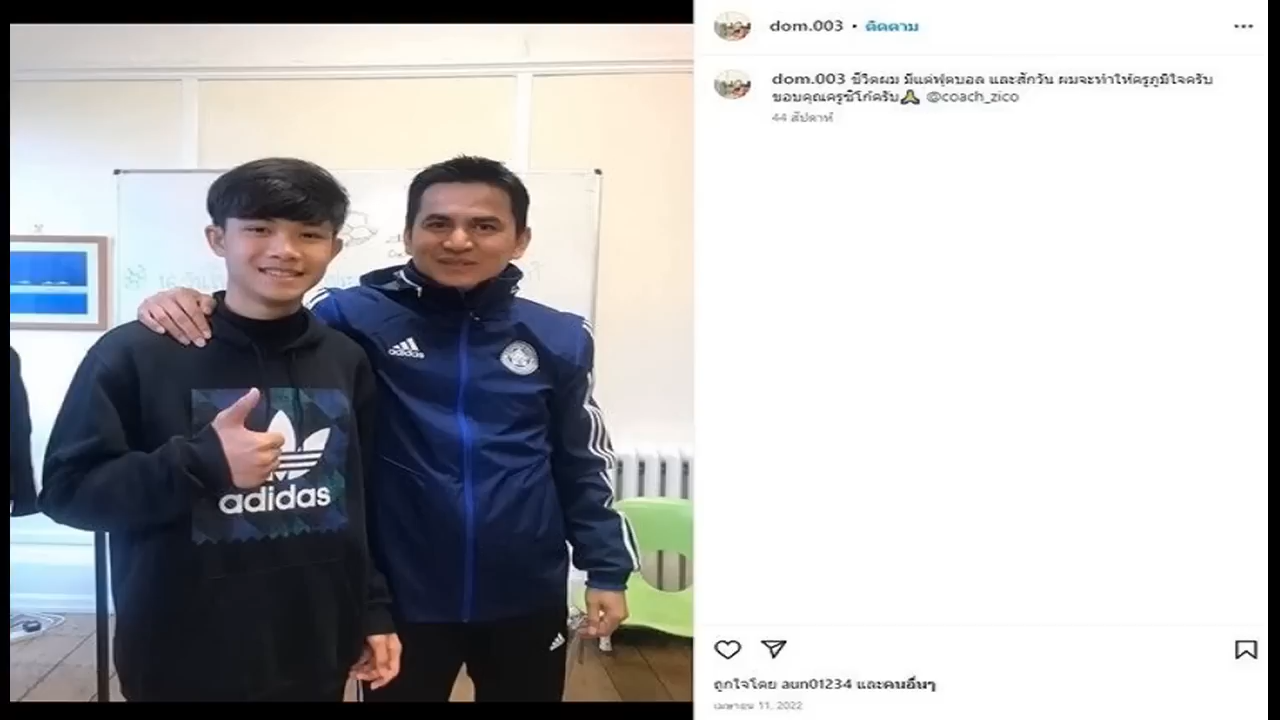 dom.003 • ติดตาม
dom.003 ชีวิตผม มีแต่ฟุตบอล และสักวัน ผมจะทำให้ครูภูมิใจครับ
ขอบคุณครูซิโก้ครับ🙏 @coach_zico
44 สัปดาห์
adidas
adidas
ถูกใจโดย aun01234 และคนอื่นๆ
เมษายน 11, 2022